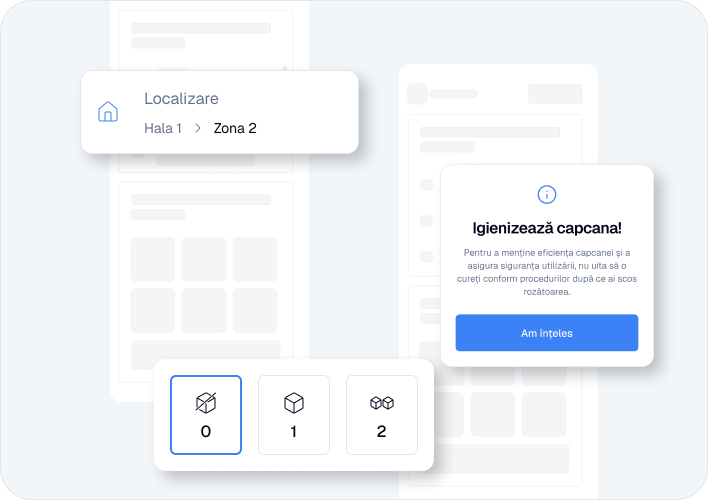 Localizare
Hala 1 > Zona 2
Igienizează capcana!
Pentru a menține eficiența capcanei și a
asigura siguranța utilizării, nu uita să o
cureți conform procedurilor după ce ai scos
rozătoarea.
Am înțeles
0 1 2